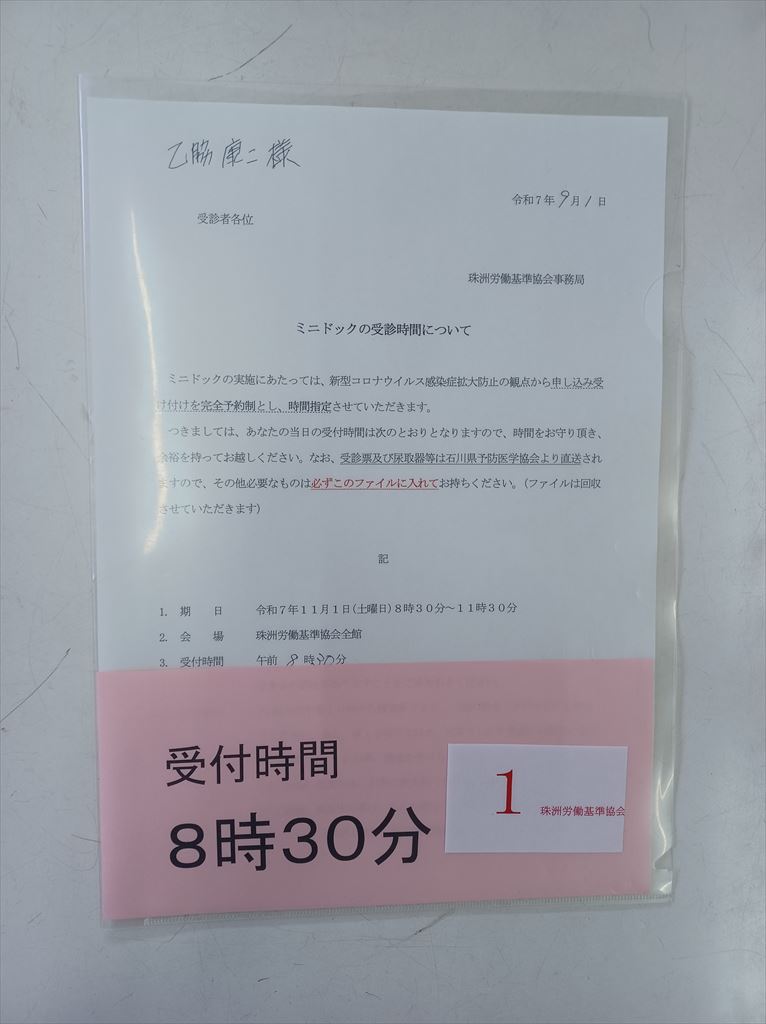 乙脇 康二 様
令和７年 9 月 1 日
受診者各位
珠洲労働基準協会事務局
ミニドックの受診時間について
ミニドックの実施にあたっては、新型コロナウイルス感染症拡大防止の観点から申し込み受
け付けを完全予約制とし、時間指定させていただきます。
つきましては、あなたの当日の受付時間は次のとおりとなりますので、時間をお守り頂き、
余裕を持ってお越しください。なお、受診票及び尿取器等は石川県予防医学協会より直送され
ますので、その他必要なものは必ずこのファイルに入れてお持ちください。（ファイルは回収
させていただきます）
記
1. 期　日　令和７年１１月１日（土曜日）８時３０分～１１時３０分
2. 会　場　珠洲労働基準協会全館
3. 受付時間　午前 8 時30分
受付時間
８時３０分
1 珠洲労働基準協会